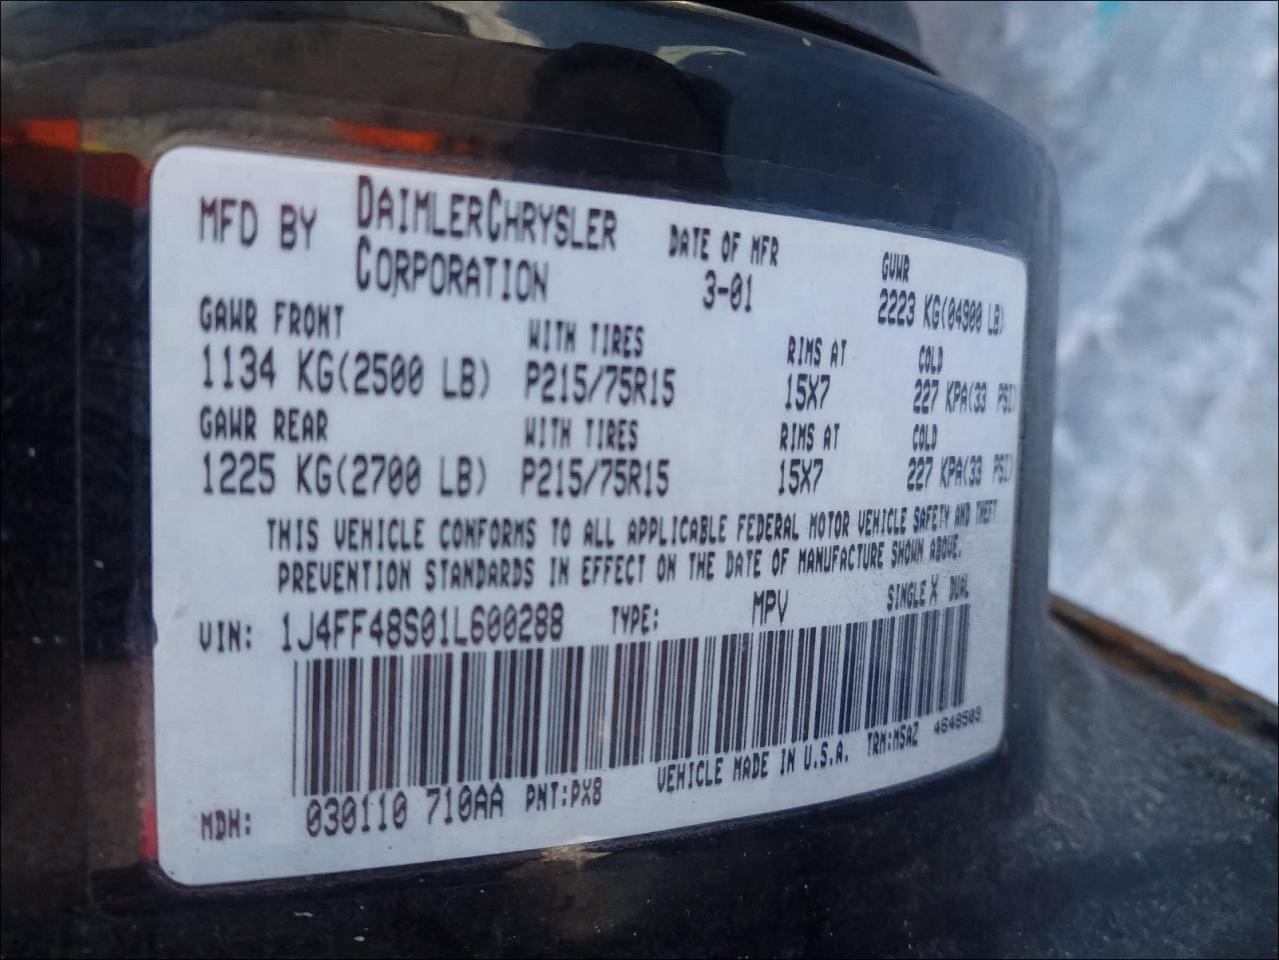 MFD BY DAIMLERCHRYSLER CORPORATION DATE OF MFR 3-01 GVWR 2223 KG(04900 LB)
GAWR FRONT WITH TIRES RIMS AT COLD
1134 KG(2500 LB) P215/75R15 15X7 227 KPA(33 PSI)
GAWR REAR WITH TIRES RIMS AT COLD
1225 KG(2700 LB) P215/75R15 15X7 227 KPA(33 PSI)
THIS VEHICLE CONFORMS TO ALL APPLICABLE FEDERAL MOTOR VEHICLE SAFETY AND THEFT
PREVENTION STANDARDS IN EFFECT ON THE DATE OF MANUFACTURE SHOWN ABOVE.
VIN: 1J4FF48S01L600288 TYPE: MPV SINGLE X DUAL
VEHICLE MADE IN U.S.A. TRM:M5AZ 4648503
MDH: 030110 710AA PNT:PX8